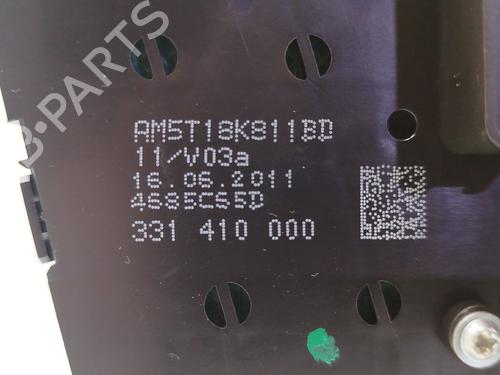 B-PARTS
AM5T18K811BD
11/V03a
16.06.2011
4685C65D
331 410 000